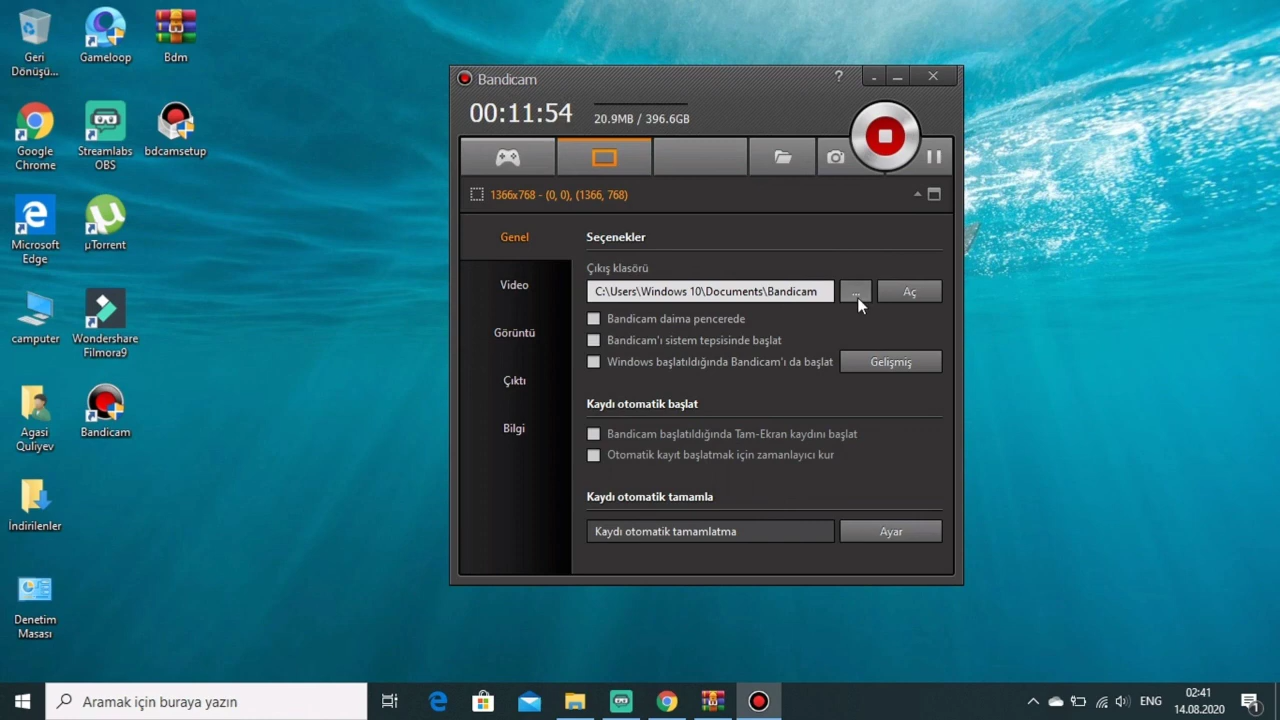 Geri
Dönüşü...
Gameloop
Bdm
Google
Chrome
Streamlabs
OBS
bdcamsetup
Microsoft
Edge
µTorrent
camputer
Wondershare
Filmora9
Agasi
Quliyev
Bandicam
İndirilenler
Denetim
Masası
Bandicam
?
00:11:54
20.9MB / 396.6GB
1366x768 - (0, 0), (1366, 768)
Genel
Video
Görüntü
Çıktı
Bilgi
Seçenekler
Çıkış klasörü
C:\Users\Windows 10\Documents\Bandicam
...
Aç
Bandicam daima pencerede
Bandicam'ı sistem tepsisinde başlat
Windows başlatıldığında Bandicam'ı da başlat
Gelişmiş
Kaydı otomatik başlat
Bandicam başlatıldığında Tam-Ekran kaydını başlat
Otomatik kayıt başlatmak için zamanlayıcı kur
Kaydı otomatik tamamla
Kaydı otomatik tamamlatma
Ayar
Aramak için buraya yazın
ENG
02:41
14.08.2020
1